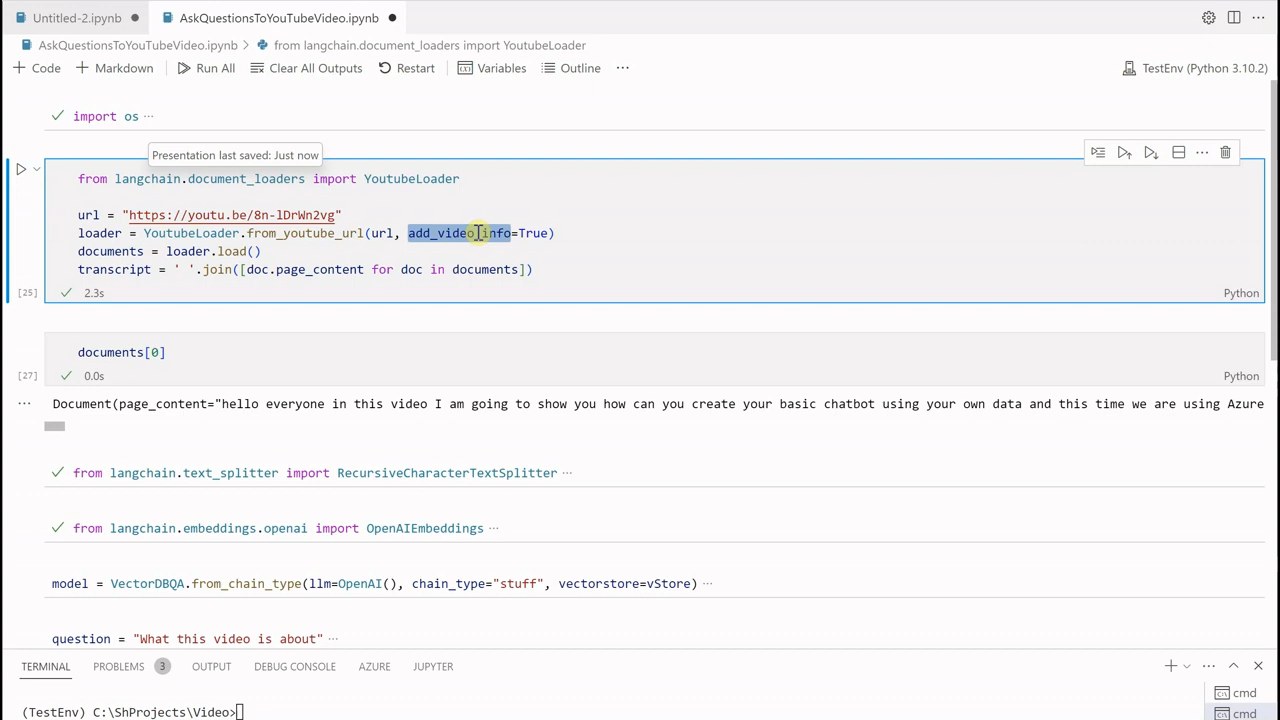 Untitled-2.ipynb
AskQuestionsToYouTubeVideo.ipynb
AskQuestionsToYouTubeVideo.ipynb > from langchain.document_loaders import YoutubeLoader
+ Code + Markdown Run All Clear All Outputs Restart Variables Outline ··· TestEnv (Python 3.10.2)
import os ···
Presentation last saved: Just now
from langchain.document_loaders import YoutubeLoader
url = "https://youtu.be/8n-lDrWn2vg"
loader = YoutubeLoader.from_youtube_url(url, add_video_info=True)
documents = loader.load()
transcript = ' '.join([doc.page_content for doc in documents])
[25] 2.3s Python
documents[0]
[27] 0.0s Python
··· Document(page_content="hello everyone in this video I am going to show you how can you create your basic chatbot using your own data and this time we are using Azure
from langchain.text_splitter import RecursiveCharacterTextSplitter ···
from langchain.embeddings.openai import OpenAIEmbeddings ···
model = VectorDBQA.from_chain_type(llm=OpenAI(), chain_type="stuff", vectorstore=vStore) ···
question = "What this video is about" ···
TERMINAL PROBLEMS 3 OUTPUT DEBUG CONSOLE AZURE JUPYTER
cmd
(TestEnv) C:\ShProjects\Video>
cmd